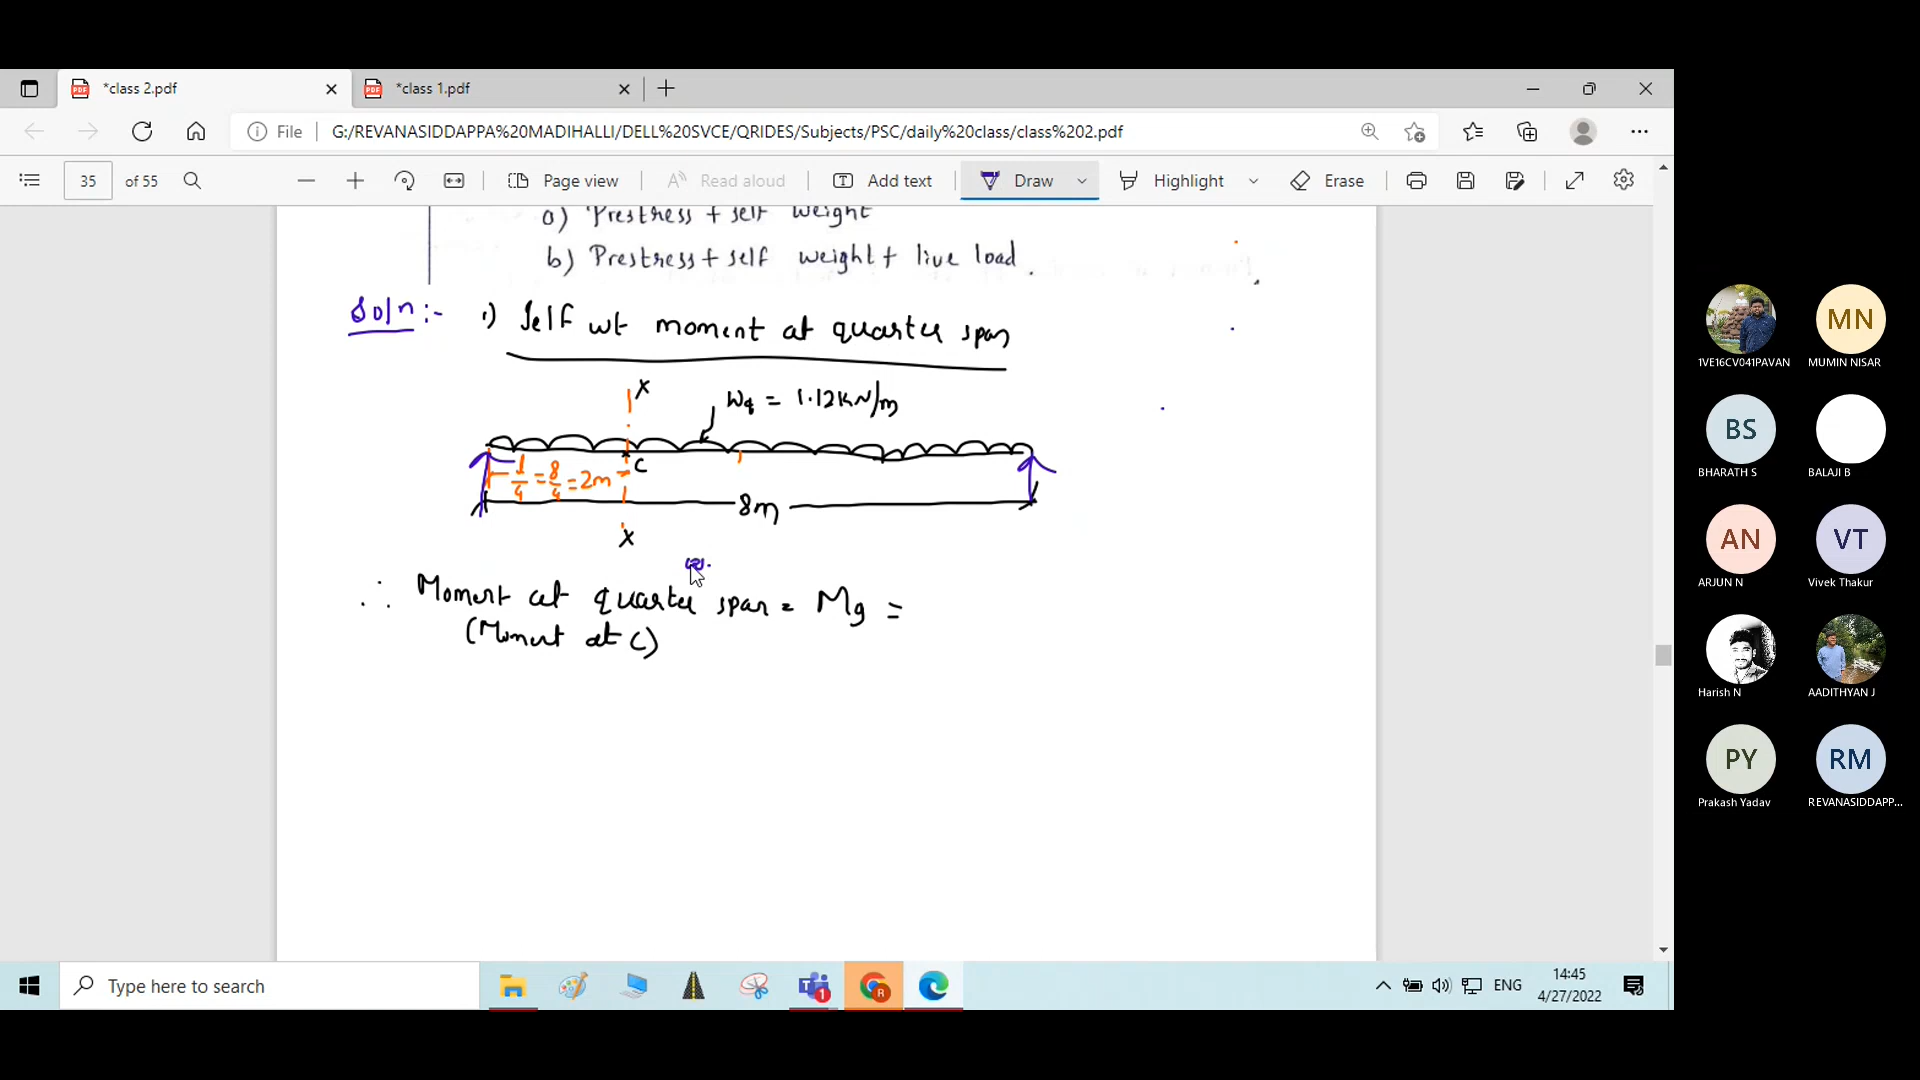 *class 2.pdf
*class 1.pdf
File
G:/REVANASIDDAPPA%20MADIHALLI/DELL%20SVCE/QRIDES/Subjects/PSC/daily%20class/class%202.pdf
35 of 55
Page view
Read aloud
Add text
Draw
Highlight
Erase
a) Prestress + self weight
b) Prestress + self weight + live load.
Soln:- 1) Self wt moment at quarter span
X
Wg = 1.12KN/m
C
l/4 = 8/4 = 2m
8m
X
∴ Moment at quarter span = Mg =
(Moment at C)
1VE16CV041PAVAN
MN
MUMIN NISAR
BS
BHARATH S
BALAJI B
AN
ARJUN N
VT
Vivek Thakur
Harish N
AADITHYAN J
PY
Prakash Yadav
RM
REVANASIDDAPP...
Type here to search
1
R
ENG
14:45
4/27/2022